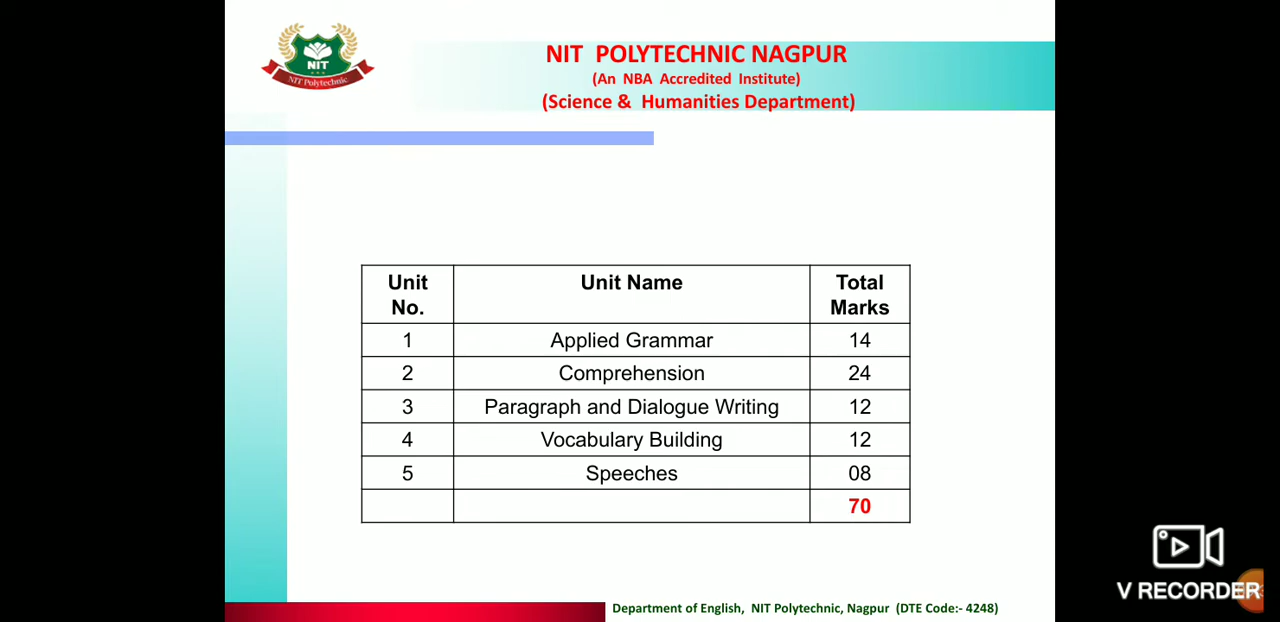 NIT POLYTECHNIC NAGPUR
(An NBA Accredited Institute)
(Science & Humanities Department)
NIT
NIT Polytechnic
Unit No. Unit Name Total Marks
1 Applied Grammar 14
2 Comprehension 24
3 Paragraph and Dialogue Writing 12
4 Vocabulary Building 12
5 Speeches 08
70
Department of English, NIT Polytechnic, Nagpur (DTE Code:- 4248)
V RECORDER